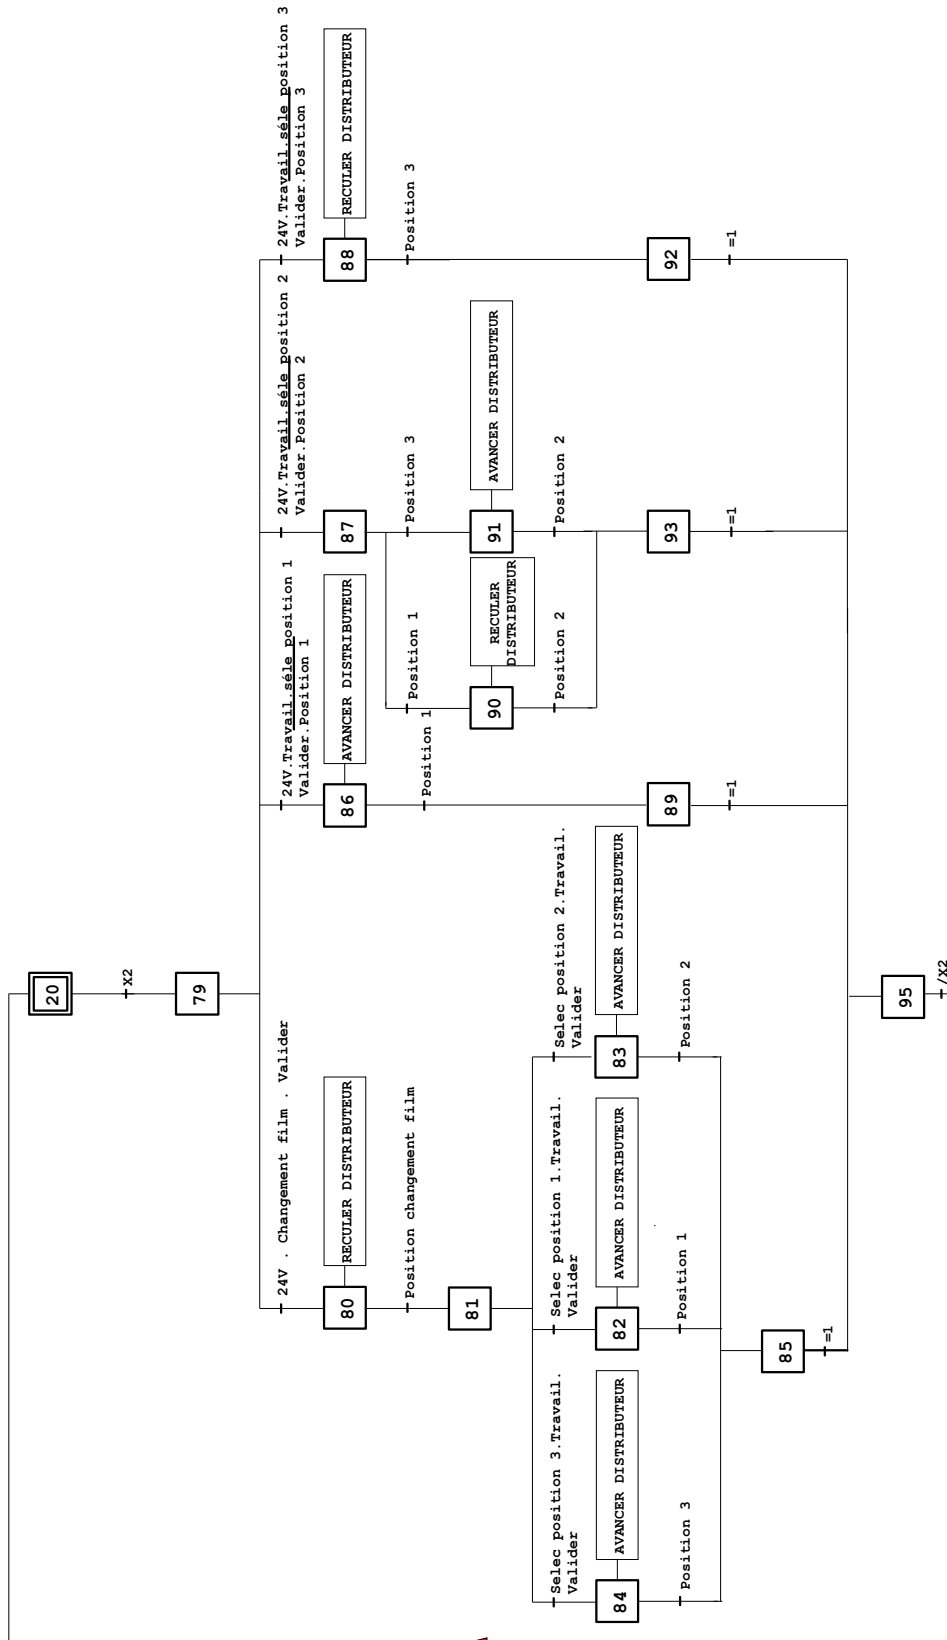 20
X2
79
24V . Changement film . Valider
80
RECULER DISTRIBUTEUR
Position changement film
81
Selec position 3.Travail.
Valider
84
AVANCER DISTRIBUTEUR
Position 3
Selec position 1.Travail.
Valider
82
AVANCER DISTRIBUTEUR
Position 1
Selec position 2.Travail.
Valider
83
AVANCER DISTRIBUTEUR
Position 2
85
=1
24V.Travail.séle position 1
Valider.Position 1
86
AVANCER DISTRIBUTEUR
Position 1
89
=1
24V.Travail.séle position 2
Valider.Position 2
87
Position 1
90
RECULER
DISTRIBUTEUR
Position 2
Position 3
91
AVANCER DISTRIBUTEUR
Position 2
93
=1
24V.Travail.séle position 3
Valider.Position 3
88
RECULER DISTRIBUTEUR
Position 3
92
=1
95
/X2